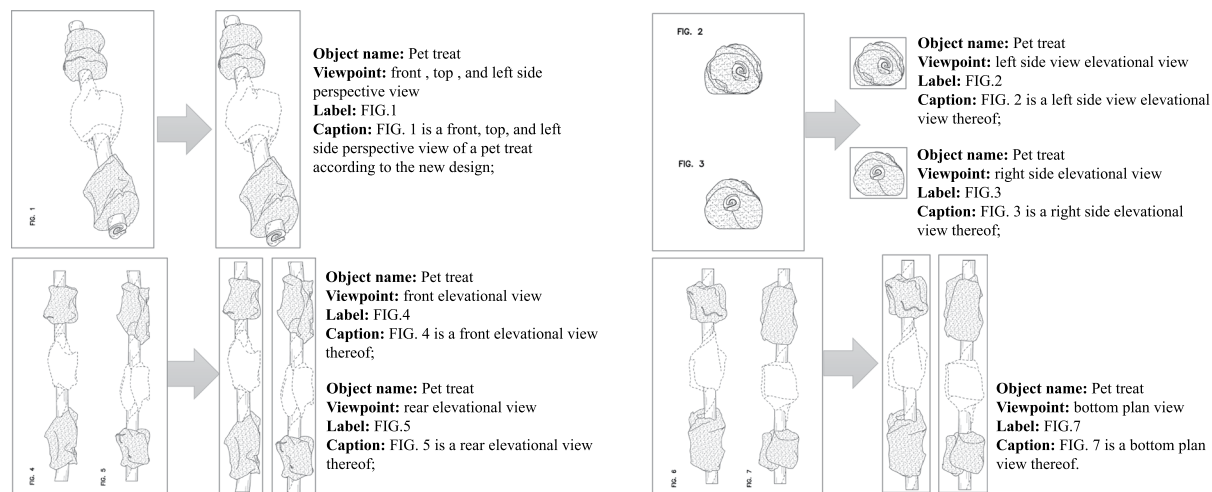 FIG. 1
Object name: Pet treat
Viewpoint: front , top , and left side
perspective view
Label: FIG.1
Caption: FIG. 1 is a front, top, and left
side perspective view of a pet treat
according to the new design;
FIG. 2
FIG. 3
Object name: Pet treat
Viewpoint: left side view elevational view
Label: FIG.2
Caption: FIG. 2 is a left side view elevational
view thereof;
Object name: Pet treat
Viewpoint: right side elevational view
Label: FIG.3
Caption: FIG. 3 is a right side elevational
view thereof;
FIG. 4
FIG. 5
Object name: Pet treat
Viewpoint: front elevational view
Label: FIG.4
Caption: FIG. 4 is a front elevational view
thereof;
Object name: Pet treat
Viewpoint: rear elevational view
Label: FIG.5
Caption: FIG. 5 is a rear elevational view
thereof;
FIG. 6
FIG. 7
Object name: Pet treat
Viewpoint: bottom plan view
Label: FIG.7
Caption: FIG. 7 is a bottom plan
view thereof.